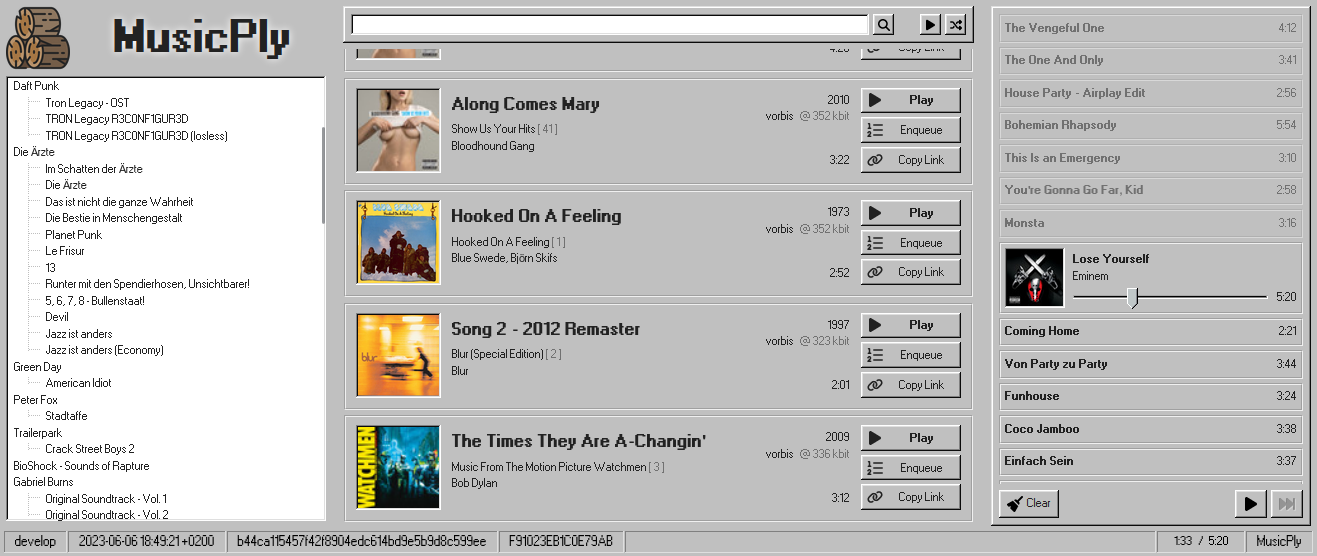 MusicPly
Daft Punk
Tron Legacy - OST
TRON Legacy R3C0NF1GUR3D
TRON Legacy R3C0NF1GUR3D (losless)
Die Ärzte
Im Schatten der Ärzte
Die Ärzte
Das ist nicht die ganze Wahrheit
Die Bestie in Menschengestalt
Planet Punk
Le Frisur
13
Runter mit den Spendierhosen, Unsichtbarer!
5, 6, 7, 8 - Bullenstaat!
Devil
Jazz ist anders
Jazz ist anders (Economy)
Green Day
American Idiot
Peter Fox
Stadtaffe
Trailerpark
Crack Street Boys 2
BioShock - Sounds of Rapture
Gabriel Burns
Original Soundtrack - Vol. 1
Original Soundtrack - Vol. 2
Copy Link
Along Comes Mary
Show Us Your Hits [ 41 ]
Bloodhound Gang
2010
vorbis @ 352 kbit
3:22
Play
Enqueue
Copy Link
Hooked On A Feeling
Hooked On A Feeling [ 1 ]
Blue Swede, Björn Skifs
1973
vorbis @ 352 kbit
2:52
Play
Enqueue
Copy Link
blur
Song 2 - 2012 Remaster
Blur (Special Edition) [ 2 ]
Blur
1997
vorbis @ 323 kbit
2:01
Play
Enqueue
Copy Link
WATCHMEN
The Times They Are A-Changin'
Music From The Motion Picture Watchmen [ 3 ]
Bob Dylan
2009
vorbis @ 336 kbit
3:12
Play
Enqueue
Copy Link
The Vengeful One 4:12
The One And Only 3:41
House Party - Airplay Edit 2:56
Bohemian Rhapsody 5:54
This Is an Emergency 3:10
You're Gonna Go Far, Kid 2:58
Monsta 3:16
Lose Yourself
Eminem
5:20
Coming Home 2:21
Von Party zu Party 3:44
Funhouse 3:24
Coco Jamboo 3:38
Einfach Sein 3:37
Clear
develop
2023-06-06 18:49:21+0200
b44ca115457f42f8904edc614bd9e5b9d8c599ee
F91023EB1C0E79AB
1:33 / 5:20
MusicPly